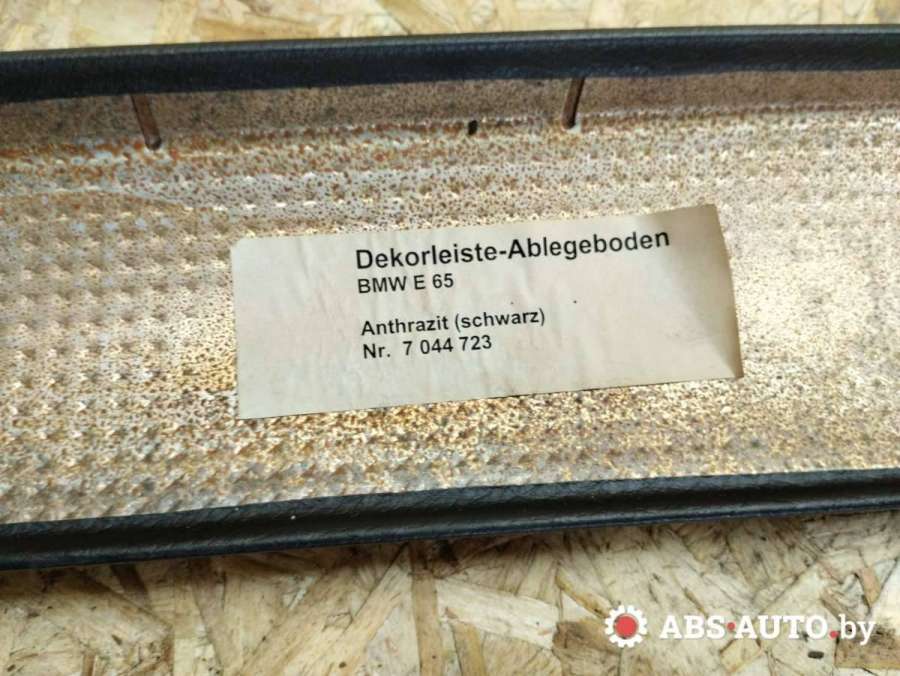 Dekorleiste-Ablegeboden
BMW E 65
Anthrazit (schwarz)
Nr. 7 044 723
ABS•AUTO.by